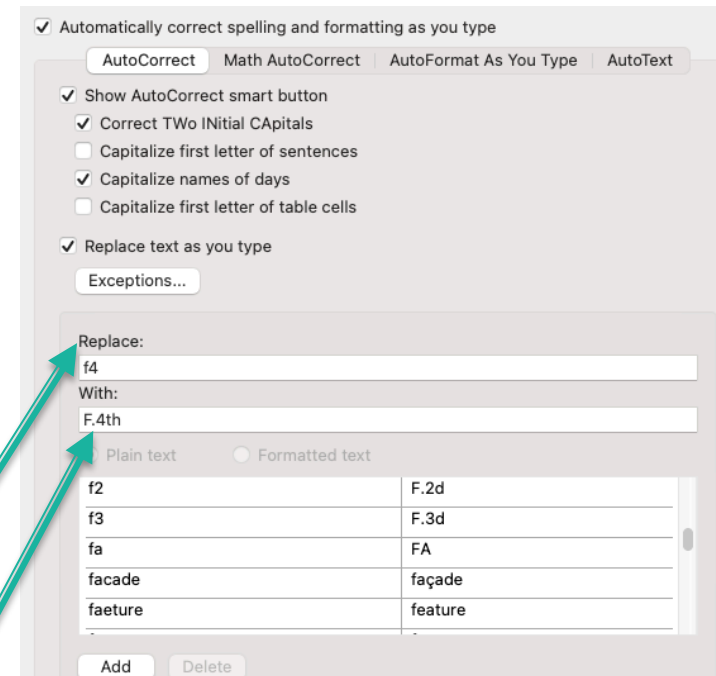 Automatically correct spelling and formatting as you type
AutoCorrect Math AutoCorrect AutoFormat As You Type AutoText
Show AutoCorrect smart button
Correct TWo INitial CApitals
Capitalize first letter of sentences
Capitalize names of days
Capitalize first letter of table cells
Replace text as you type
Exceptions...
Replace:
f4
With:
F.4th
Plain text Formatted text
f2 F.2d
f3 F.3d
fa FA
facade façade
faeture feature
Add Delete